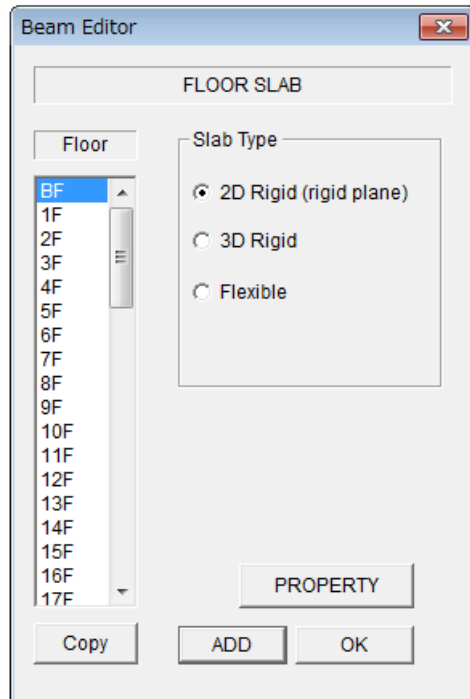 Beam Editor
FLOOR SLAB
Floor
BF
1F
2F
3F
4F
5F
6F
7F
8F
9F
10F
11F
12F
13F
14F
15F
16F
17F
Slab Type
2D Rigid (rigid plane)
3D Rigid
Flexible
PROPERTY
Copy
ADD
OK